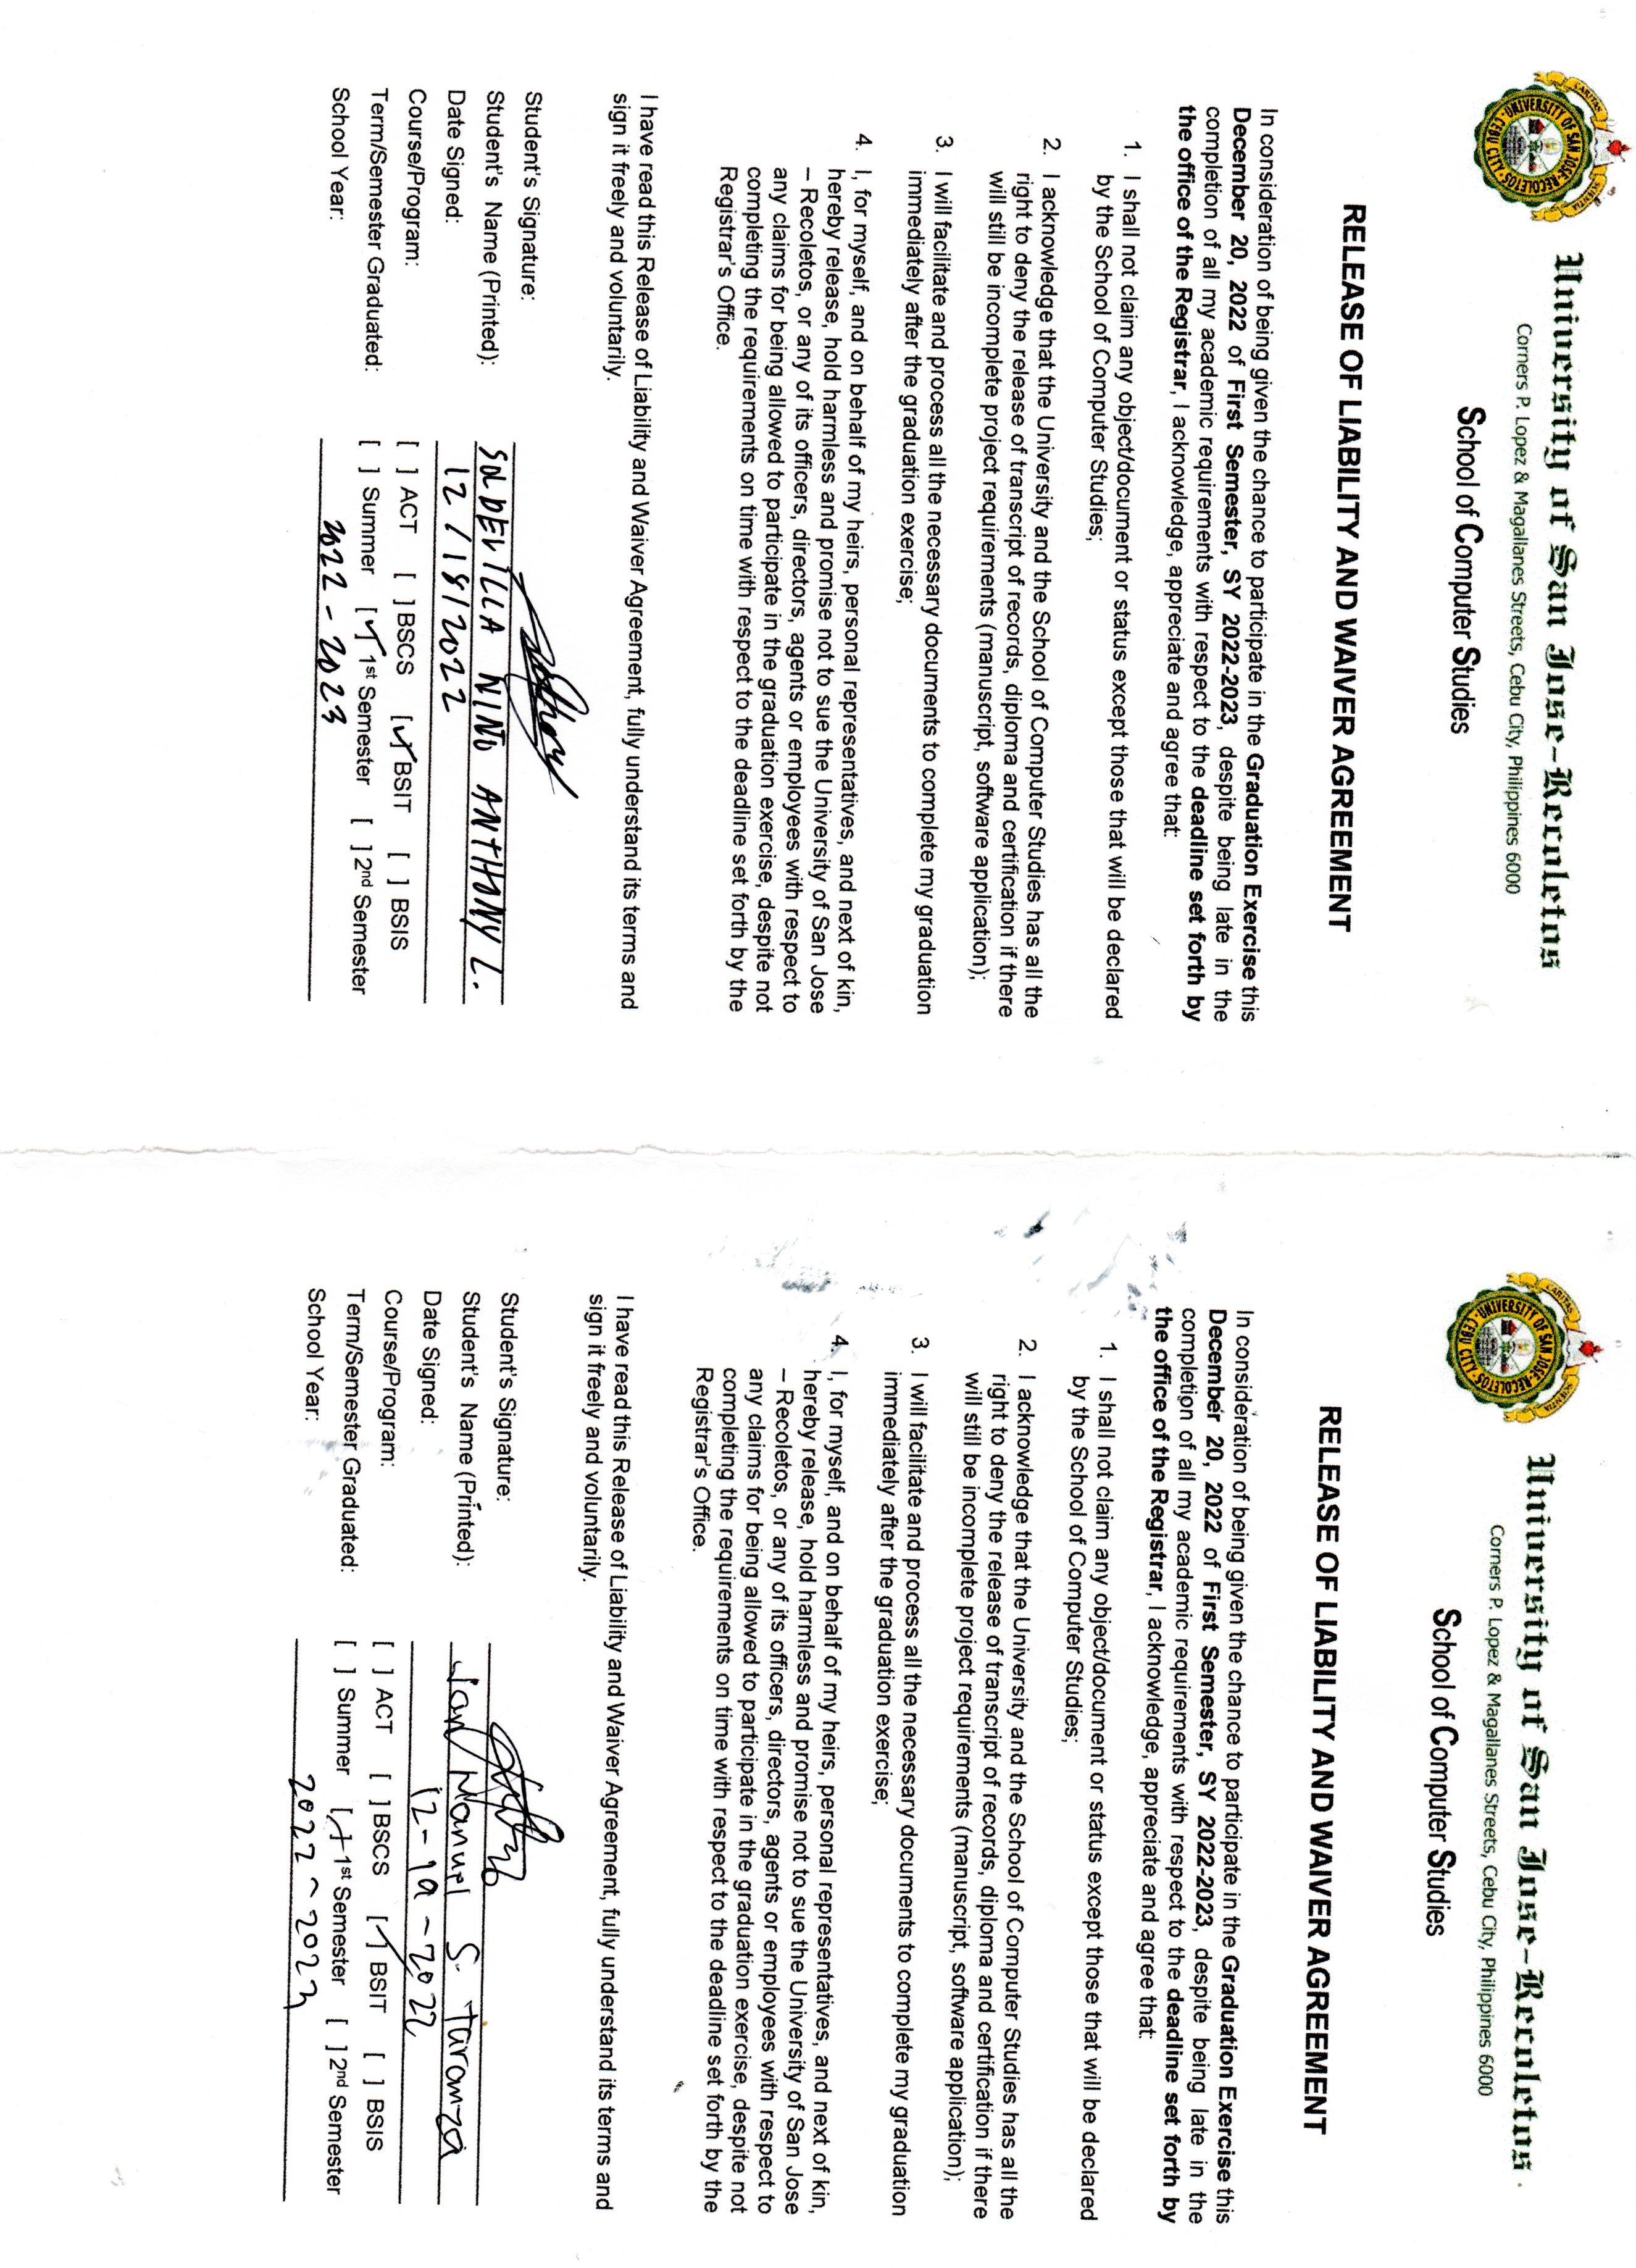 University of San Jose-Recoletos
Corners P. Lopez & Magallanes Streets, Cebu City, Philippines 6000
School of Computer Studies
CARITAS
SCIENTIA
UNIVERSITY OF SAN JOSE-RECOLETOS
CEBU CITY
RELEASE OF LIABILITY AND WAIVER AGREEMENT
In consideration of being given the chance to participate in the Graduation Exercise this
December 20, 2022 of First Semester, SY 2022-2023, despite being late in the
completion of all my academic requirements with respect to the deadline set forth by
the office of the Registrar, I acknowledge, appreciate and agree that:
1. I shall not claim any object/document or status except those that will be declared
by the School of Computer Studies;
2. I acknowledge that the University and the School of Computer Studies has all the
right to deny the release of transcript of records, diploma and certification if there
will still be incomplete project requirements (manuscript, software application);
3. I will facilitate and process all the necessary documents to complete my graduation
immediately after the graduation exercise;
4. I, for myself, and on behalf of my heirs, personal representatives, and next of kin,
hereby release, hold harmless and promise not to sue the University of San Jose
– Recoletos, or any of its officers, directors, agents or employees with respect to
any claims for being allowed to participate in the graduation exercise, despite not
completing the requirements on time with respect to the deadline set forth by the
Registrar's Office.
I have read this Release of Liability and Waiver Agreement, fully understand its terms and
sign it freely and voluntarily.
Student's Signature:
Student's Name (Printed): NINO ANTHONY L.
Date Signed: 12/19/2022
Course/Program: [ ] ACT [ ] BSCS [✓] BSIT [ ] BSIS
Term/Semester Graduated: [ ] Summer [✓] 1st Semester [ ] 2nd Semester
School Year: 2022 - 2023
University of San Jose-Recoletos
Corners P. Lopez & Magallanes Streets, Cebu City, Philippines 6000
School of Computer Studies
CARITAS
SCIENTIA
UNIVERSITY OF SAN JOSE-RECOLETOS
CEBU CITY
RELEASE OF LIABILITY AND WAIVER AGREEMENT
In consideration of being given the chance to participate in the Graduation Exercise this
December 20, 2022 of First Semester, SY 2022-2023, despite being late in the
completion of all my academic requirements with respect to the deadline set forth by
the office of the Registrar, I acknowledge, appreciate and agree that:
1. I shall not claim any object/document or status except those that will be declared
by the School of Computer Studies;
2. I acknowledge that the University and the School of Computer Studies has all the
right to deny the release of transcript of records, diploma and certification if there
will still be incomplete project requirements (manuscript, software application);
3. I will facilitate and process all the necessary documents to complete my graduation
immediately after the graduation exercise;
4. I, for myself, and on behalf of my heirs, personal representatives, and next of kin,
hereby release, hold harmless and promise not to sue the University of San Jose
– Recoletos, or any of its officers, directors, agents or employees with respect to
any claims for being allowed to participate in the graduation exercise, despite not
completing the requirements on time with respect to the deadline set forth by the
Registrar's Office.
I have read this Release of Liability and Waiver Agreement, fully understand its terms and
sign it freely and voluntarily.
Student's Signature:
Student's Name (Printed): Manuel S. Taranza
Date Signed: 12-19-2022
Course/Program: [ ] ACT [ ] BSCS [✓] BSIT [ ] BSIS
Term/Semester Graduated: [ ] Summer [✓] 1st Semester [ ] 2nd Semester
School Year: 2022 - 2023